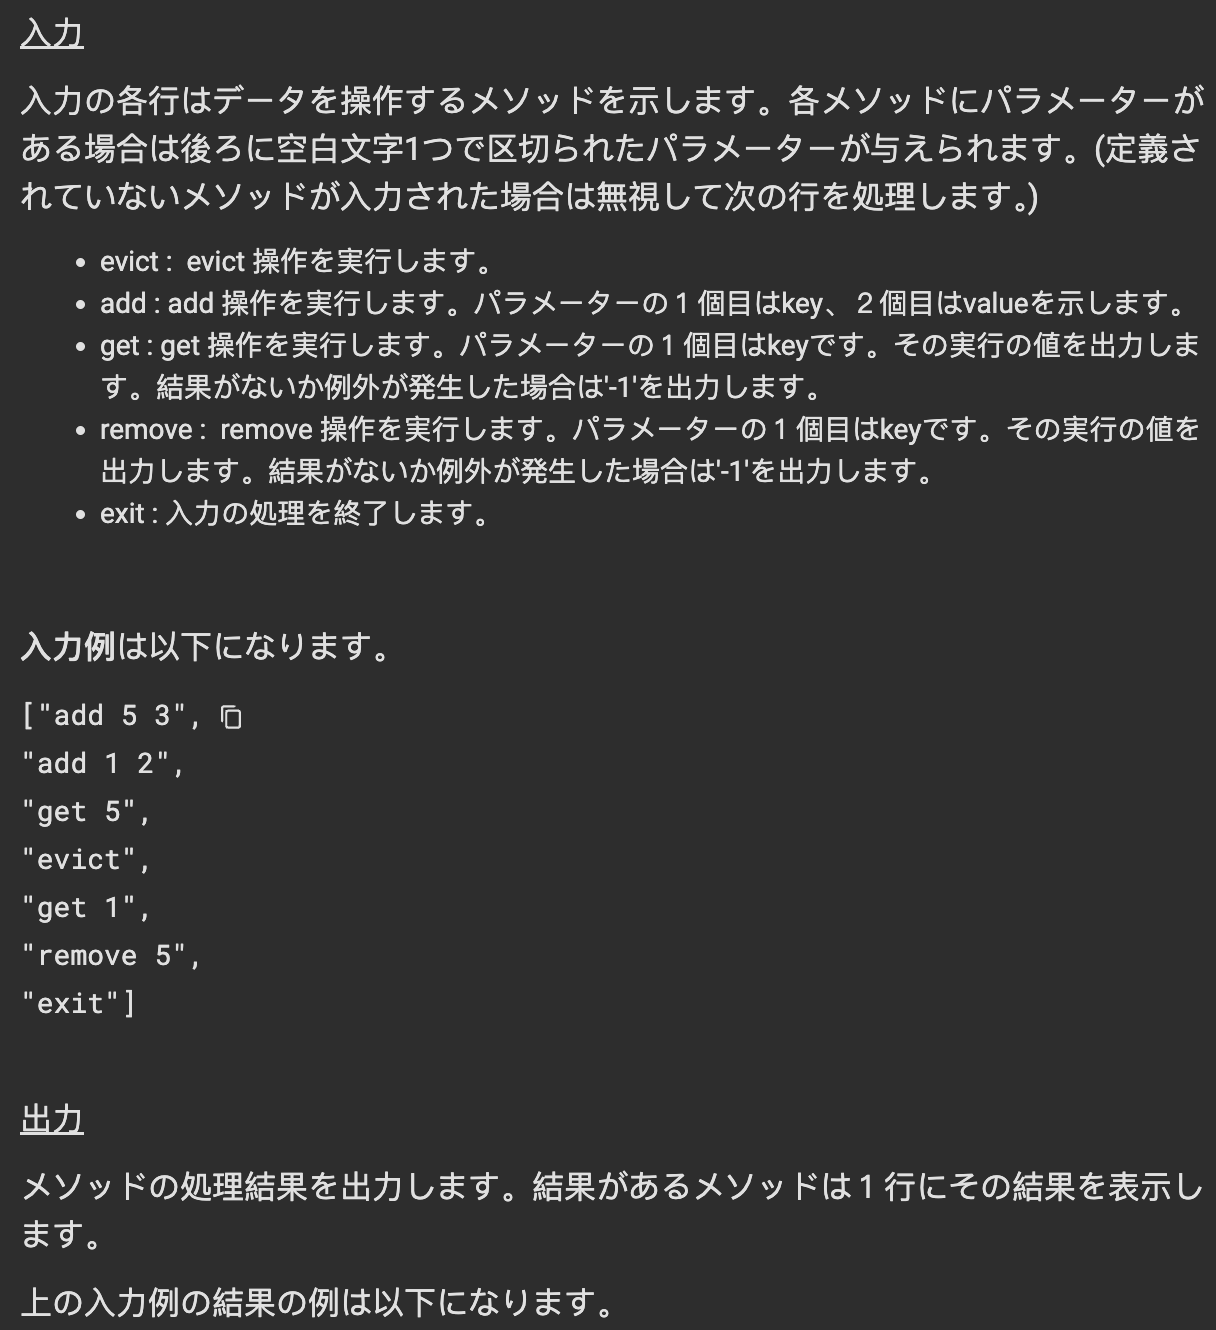 入力
入力の各行はデータを操作するメソッドを示します。各メソッドにパラメーターが
ある場合は後ろに空白文字1つで区切られたパラメーターが与えられます。(定義さ
れていないメソッドが入力された場合は無視して次の行を処理します。)
• evict :  evict 操作を実行します。
• add : add 操作を実行します。パラメーターの１個目はkey、２個目はvalueを示します。
• get : get 操作を実行します。パラメーターの１個目はkeyです。その実行の値を出力しま
す。結果がないか例外が発生した場合は'-1'を出力します。
• remove :  remove 操作を実行します。パラメーターの１個目はkeyです。その実行の値を
出力します。結果がないか例外が発生した場合は'-1'を出力します。
• exit : 入力の処理を終了します。
入力例は以下になります。
["add 5 3",
"add 1 2",
"get 5",
"evict",
"get 1",
"remove 5",
"exit"]
出力
メソッドの処理結果を出力します。結果があるメソッドは１行にその結果を表示し
ます。
上の入力例の結果の例は以下になります。